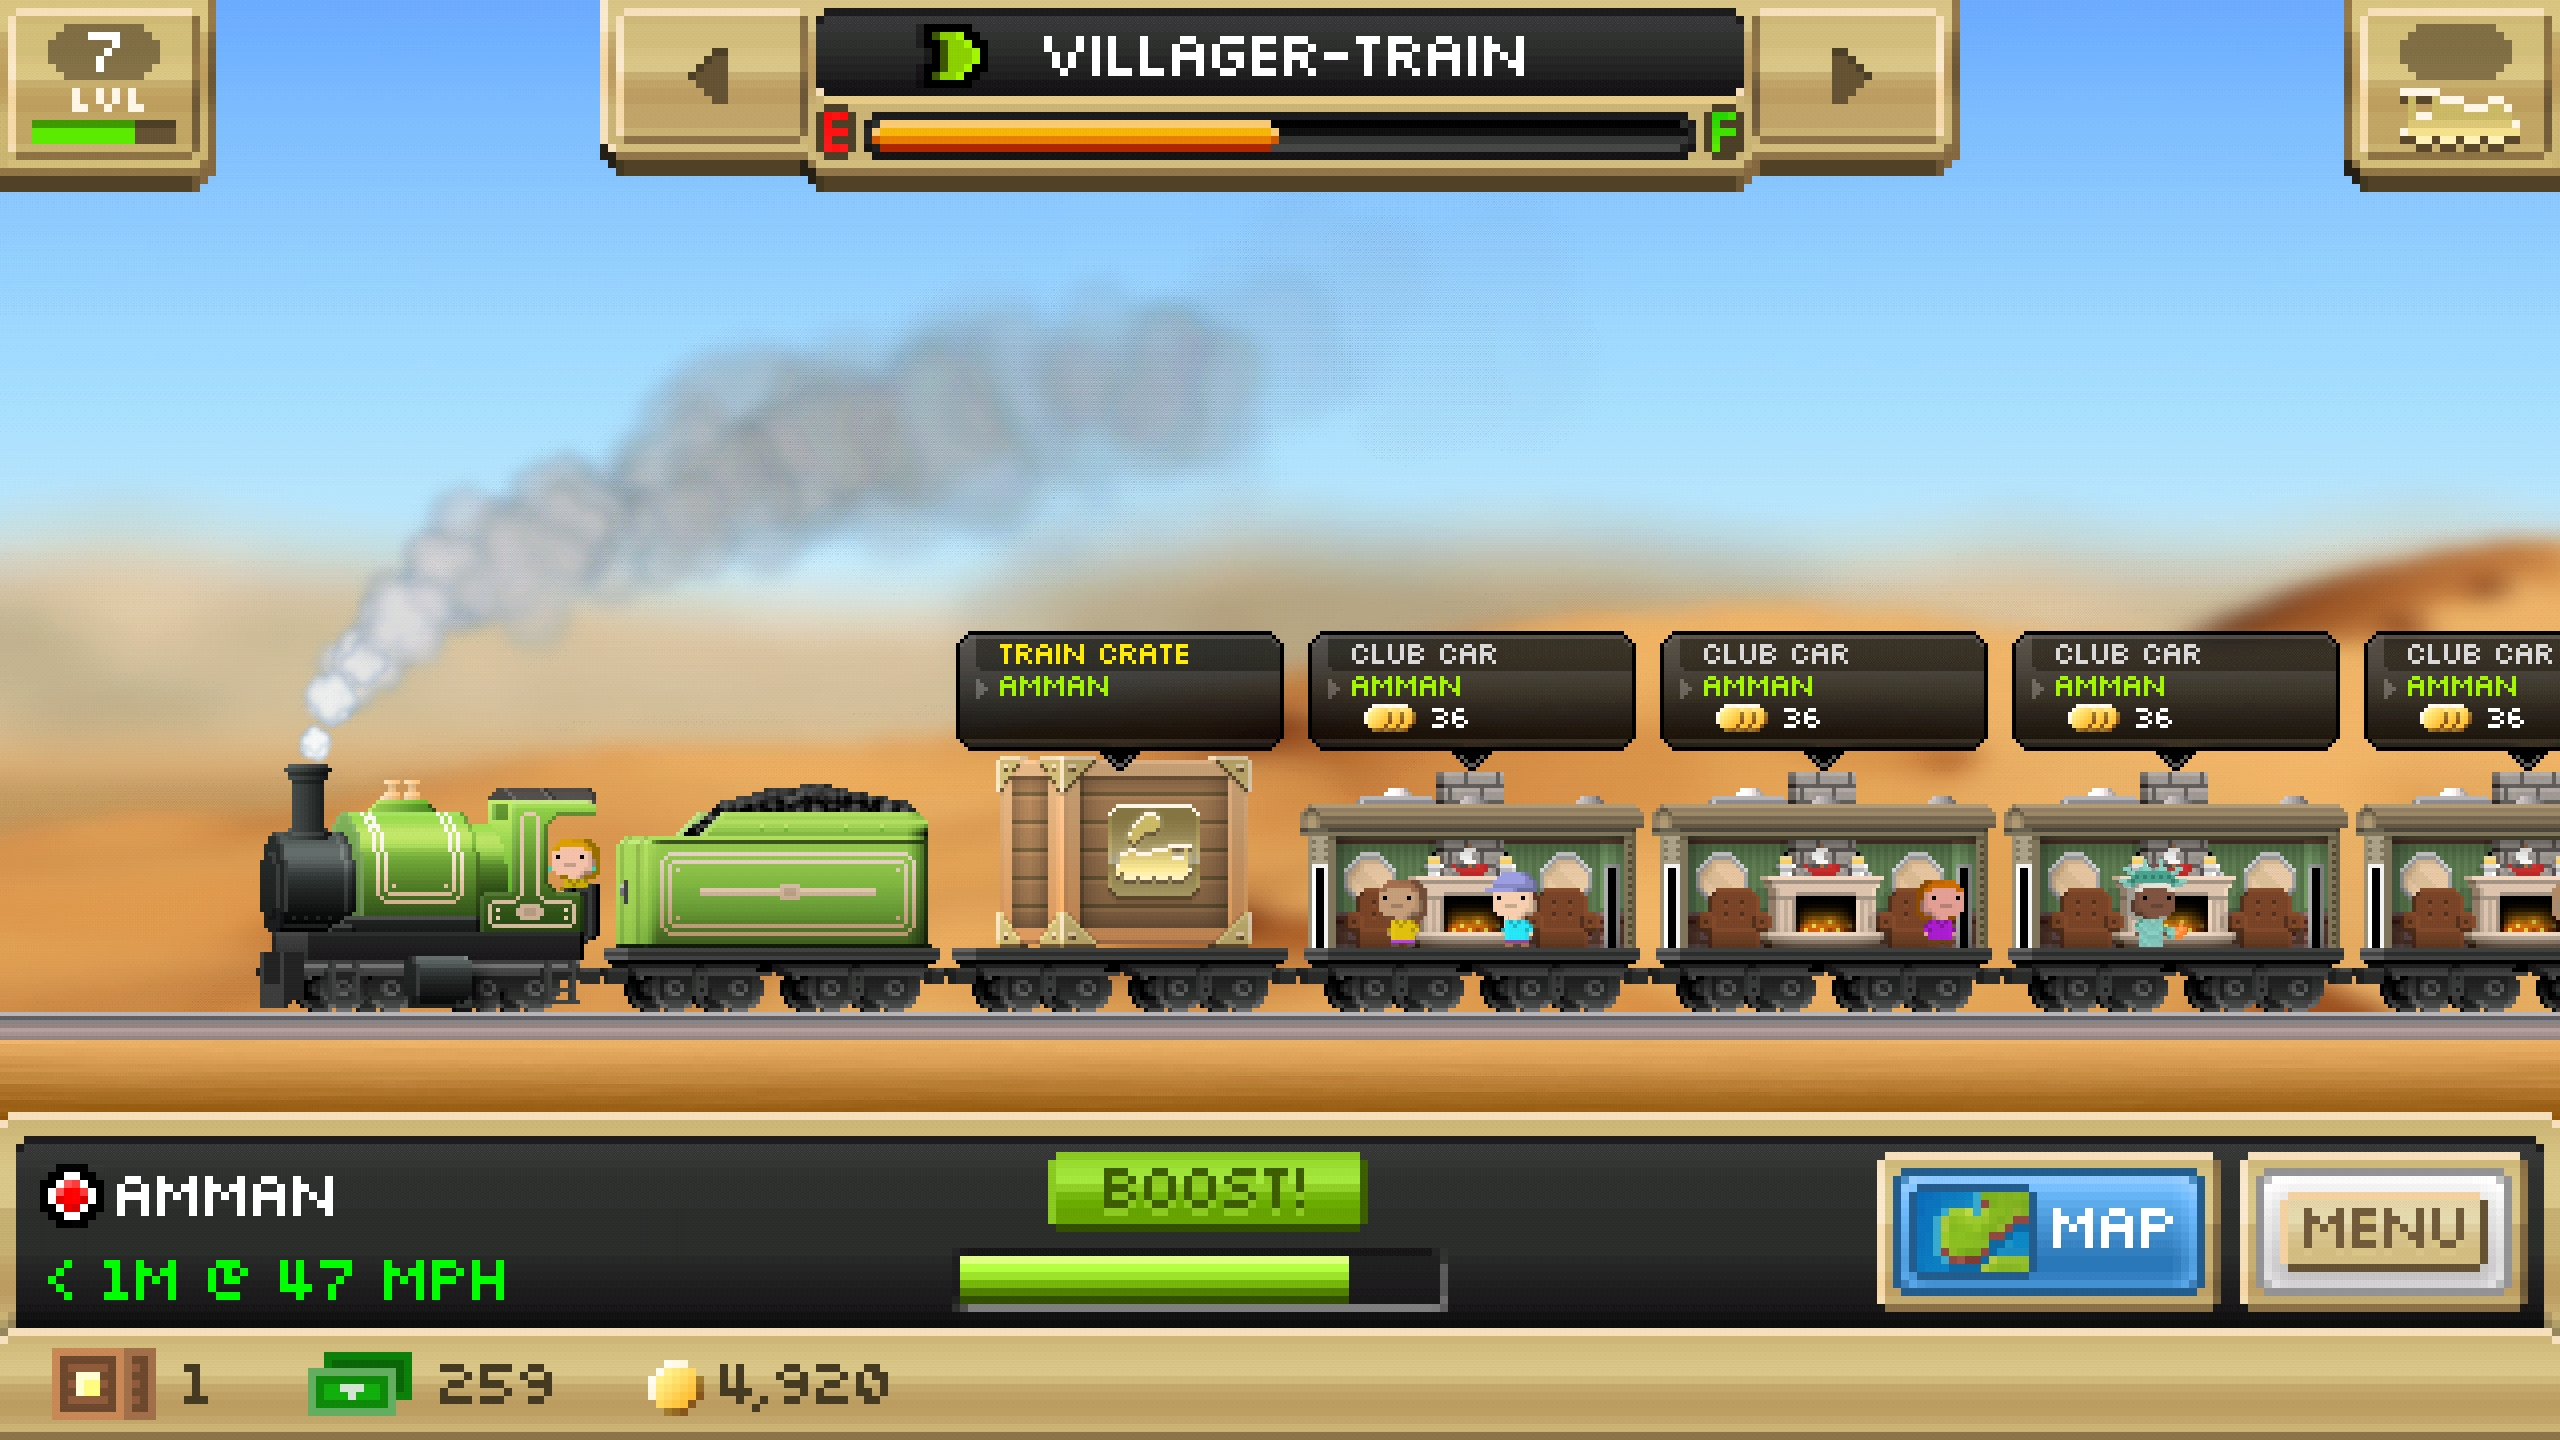 7
LVL
VILLAGER-TRAIN
E
F
TRAIN CRATE
AMMAN
CLUB CAR
AMMAN
36
CLUB CAR
AMMAN
36
CLUB CAR
AMMAN
36
CLUB CAR
AMMAN
36
AMMAN
< 1M @ 47 MPH
BOOST!
MAP
MENU
1
259
4,920